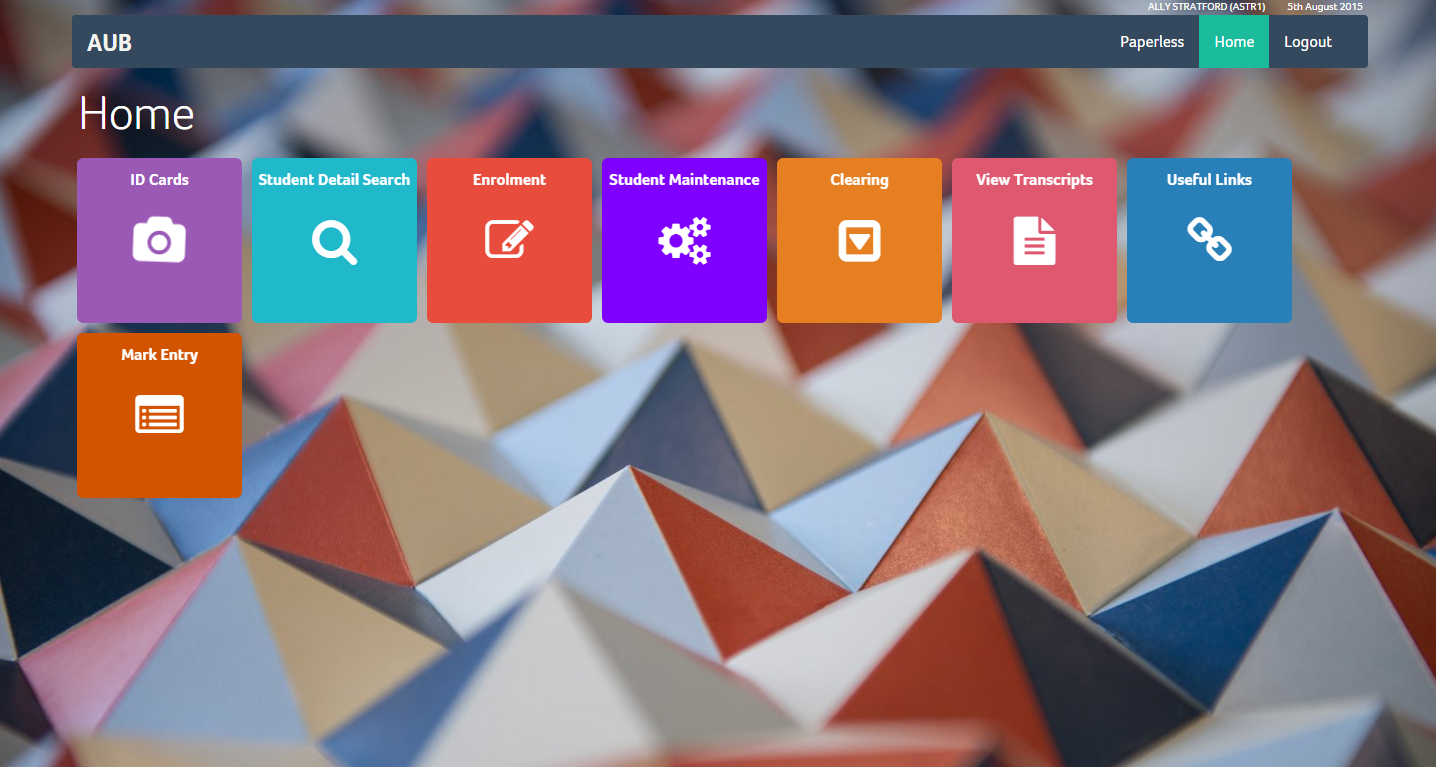 ALLY STRATFORD (ASTR1) 5th August 2015
AUB Paperless Home Logout
Home
ID Cards Student Detail Search Enrolment Student Maintenance Clearing View Transcripts Useful Links
Mark Entry